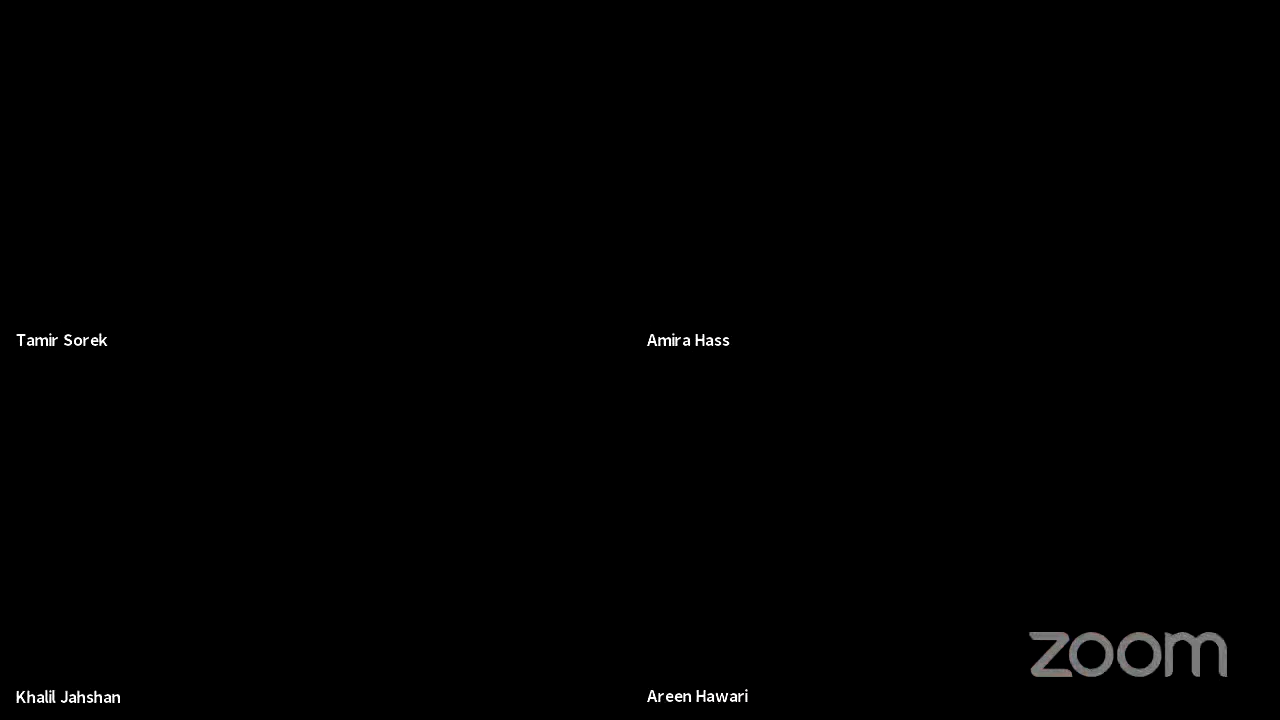 Tamir Sorek
Amira Hass
Khalil Jahshan
Areen Hawari
zoom